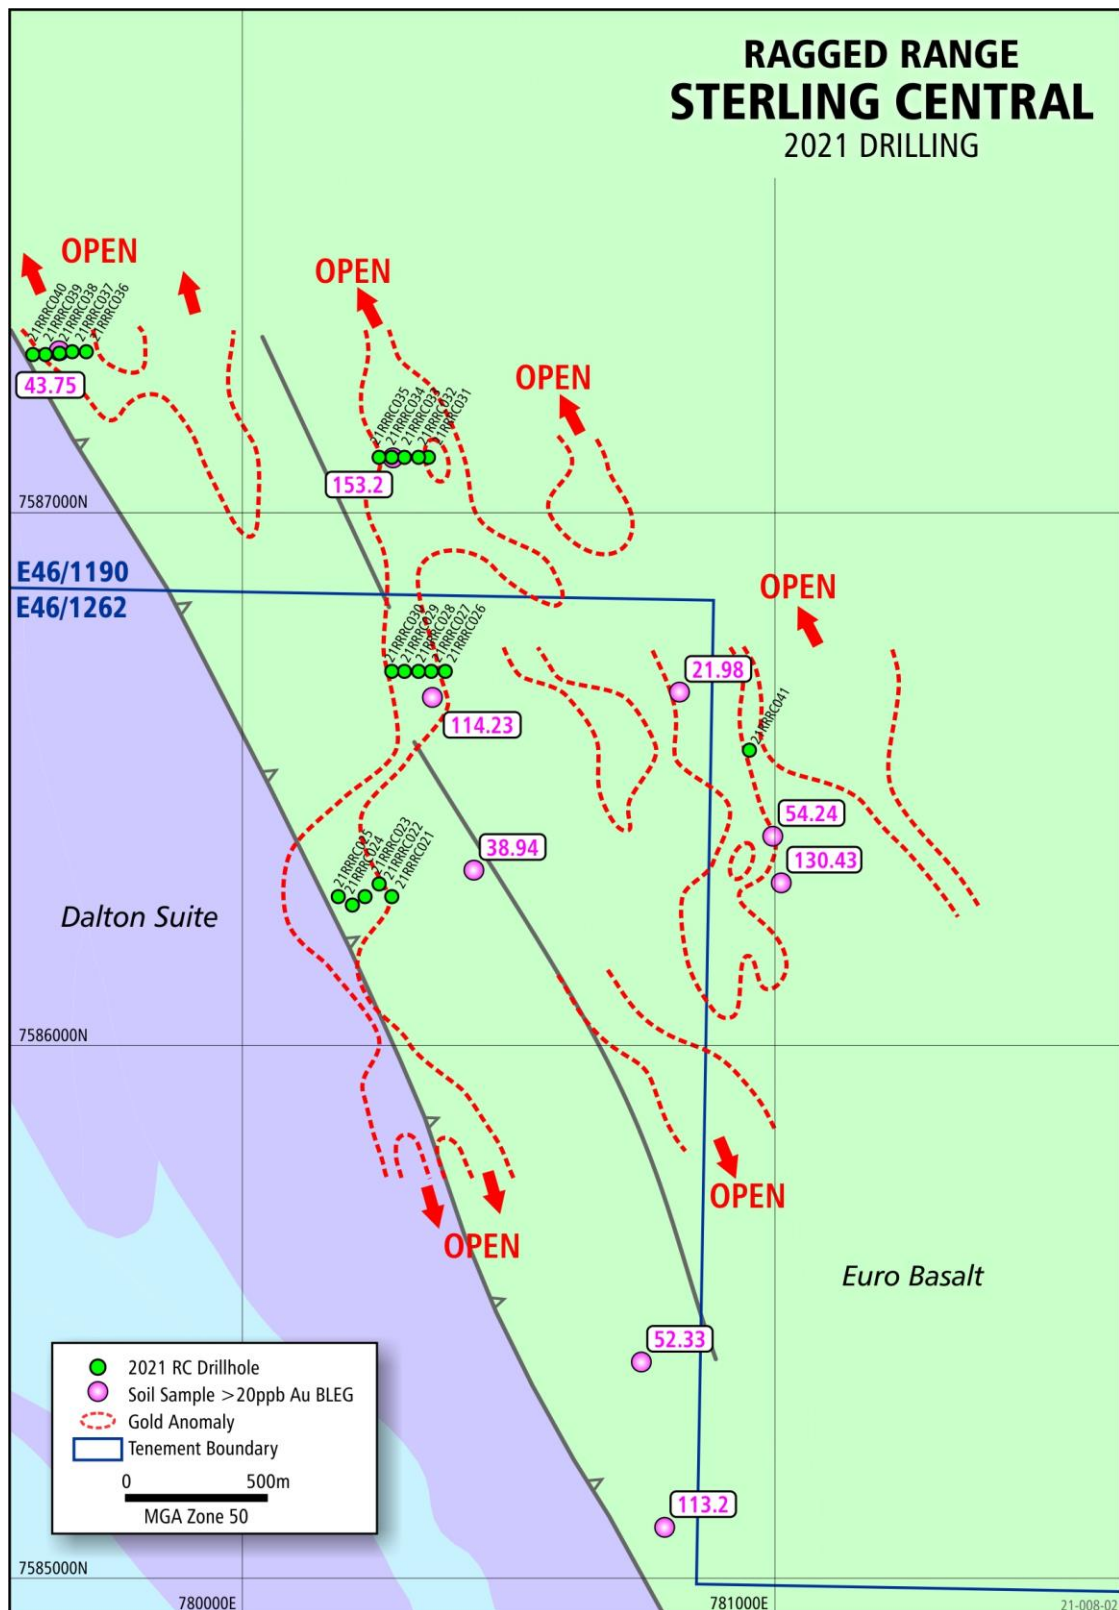 RAGGED RANGE
STERLING CENTRAL
2021 DRILLING
OPEN
OPEN
OPEN
OPEN
21RRRC040
21RRRC039
21RRRC038
21RRRC037
21RRRC036
43.75
21RRRC035
21RRRC034
21RRRC033
21RRRC032
21RRRC031
153.2
7587000N
E46/1190
E46/1262
21RRRC030
21RRRC029
21RRRC028
21RRRC027
21RRRC026
114.23
21.98
21RRRC041
54.24
130.43
38.94
21RRRC025
21RRRC024
21RRRC023
21RRRC022
21RRRC021
Dalton Suite
7586000N
OPEN
OPEN
Euro Basalt
52.33
113.2
2021 RC Drillhole
Soil Sample >20ppb Au BLEG
Gold Anomaly
Tenement Boundary
0 500m
MGA Zone 50
7585000N
780000E
781000E
21-008-02